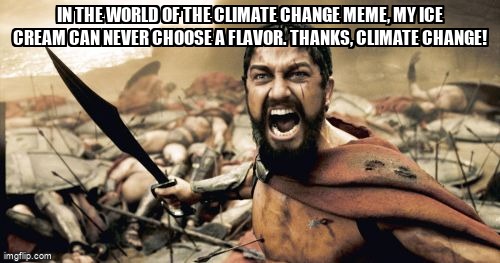 IN THE WORLD OF THE CLIMATE CHANGE MEME, MY ICE
CREAM CAN NEVER CHOOSE A FLAVOR. THANKS, CLIMATE CHANGE!
imgflip.com